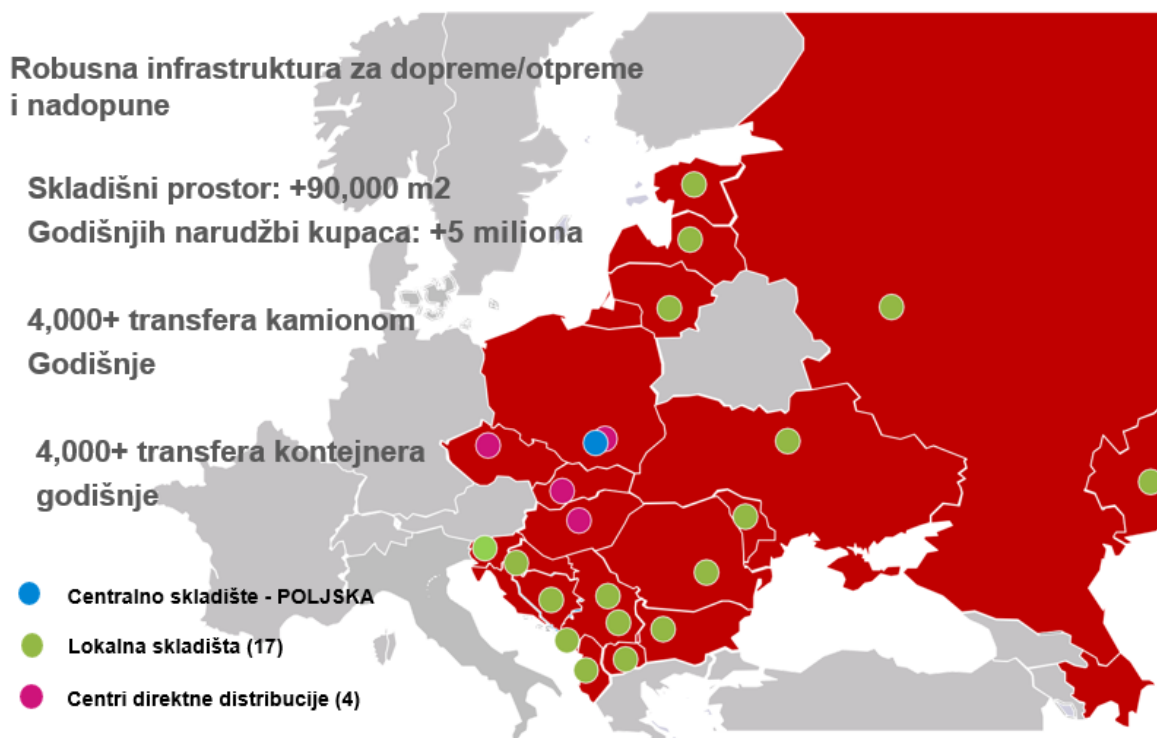 Robusna infrastruktura za dopreme/otpreme
i nadopune
Skladišni prostor: +90,000 m2
Godišnjih narudžbi kupaca: +5 miliona
4,000+ transfera kamionom
Godišnje
4,000+ transfera kontejnera
godišnje
Centralno skladište - POLJSKA
Lokalna skladišta (17)
Centri direktne distribucije (4)